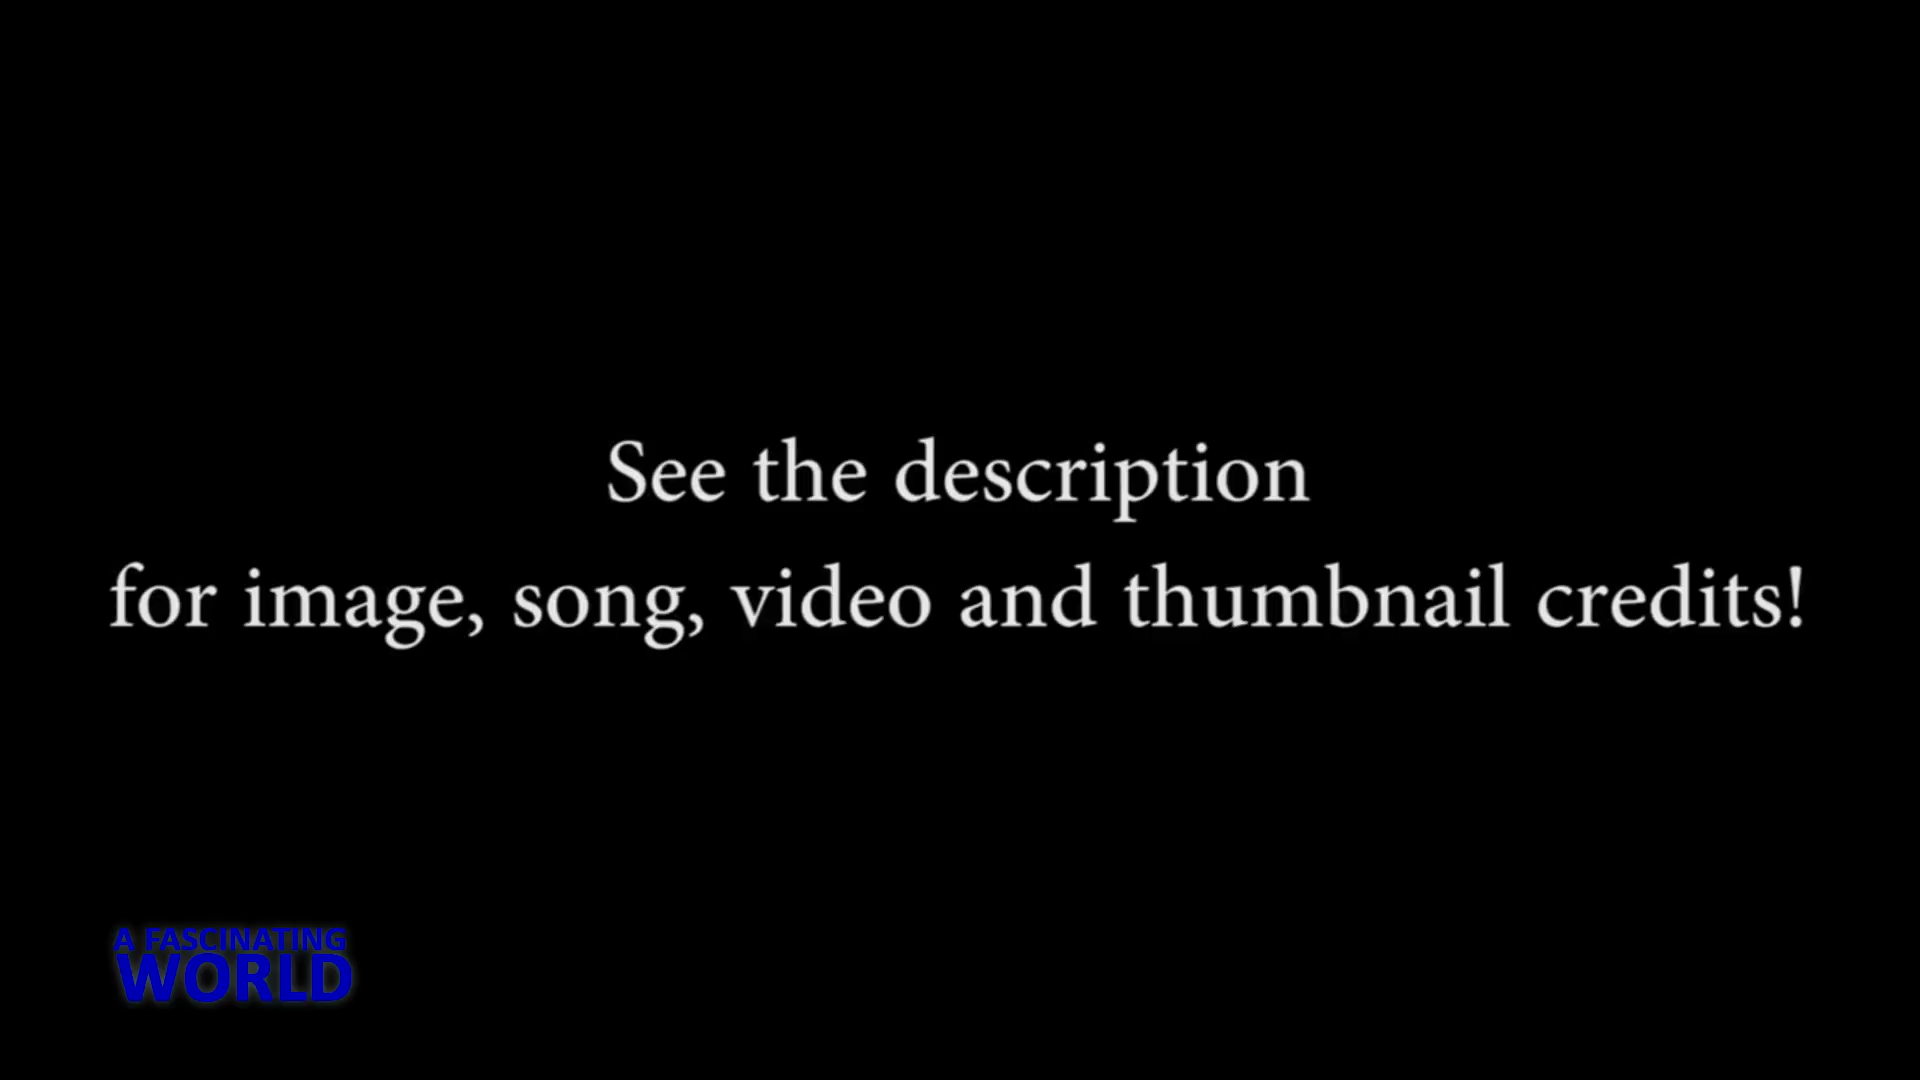 See the description
for image, song, video and thumbnail credits!
A FASCINATING
WORLD